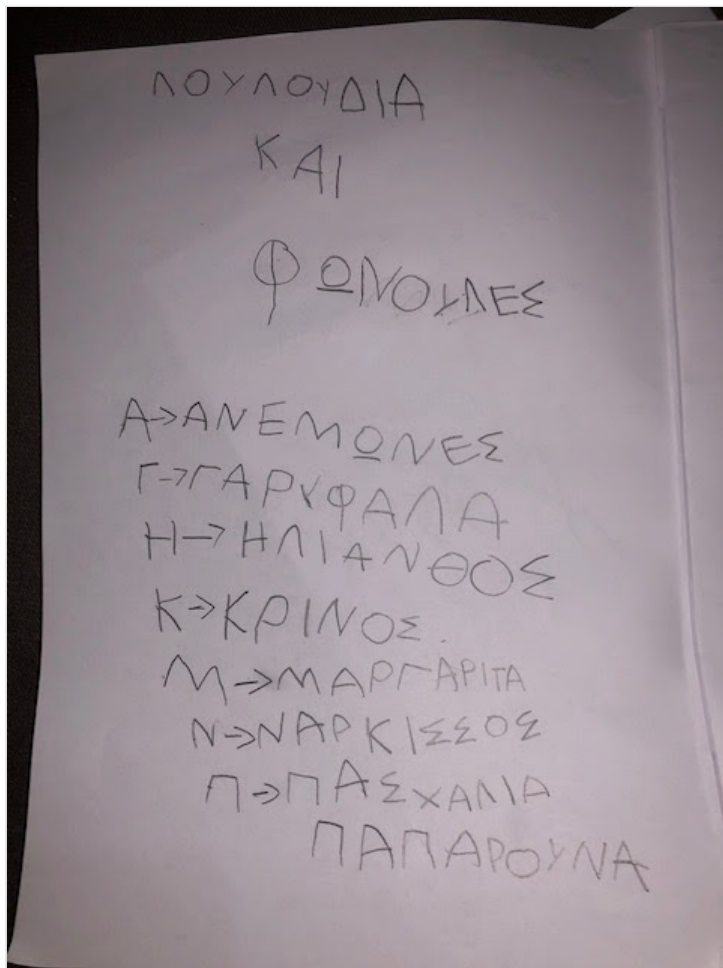 ΛΟΥΛΟΥΔΙΑ
ΚΑΙ
ΦΩΝΟΥΛΕΣ
Α→ΑΝΕΜΩΝΕΣ
Γ→ΓΑΡΥΦΑΛΑ
Η→ΗΛΙΑΝΘΟΣ
Κ→ΚΡΙΝΟΣ.
Μ→ΜΑΡΓΑΡΙΤΑ
Ν→ΝΑΡΚΙΣΣΟΣ
Π→ΠΑΣΧΑΛΙΑ
ΠΑΠΑΡΟΥΝΑ